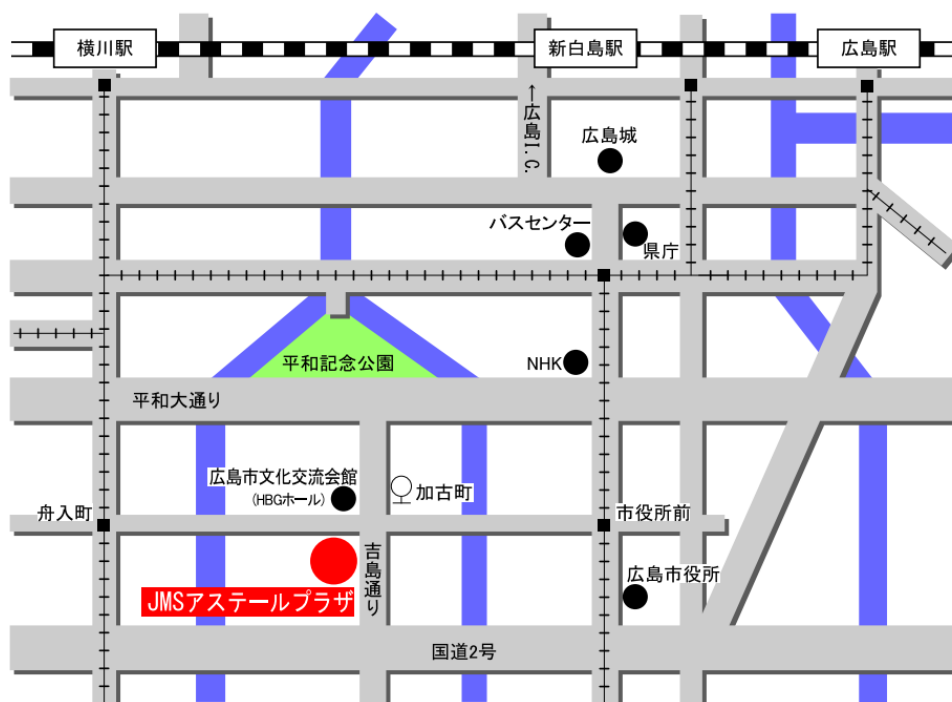 横川駅
新白島駅
広島駅
←広島I.C.
広島城
バスセンター
県庁
平和記念公園
NHK
平和大通り
広島市文化交流会館
(HBGホール)
加古町
舟入町
市役所前
吉島通り
広島市役所
JMSアステールプラザ
国道2号